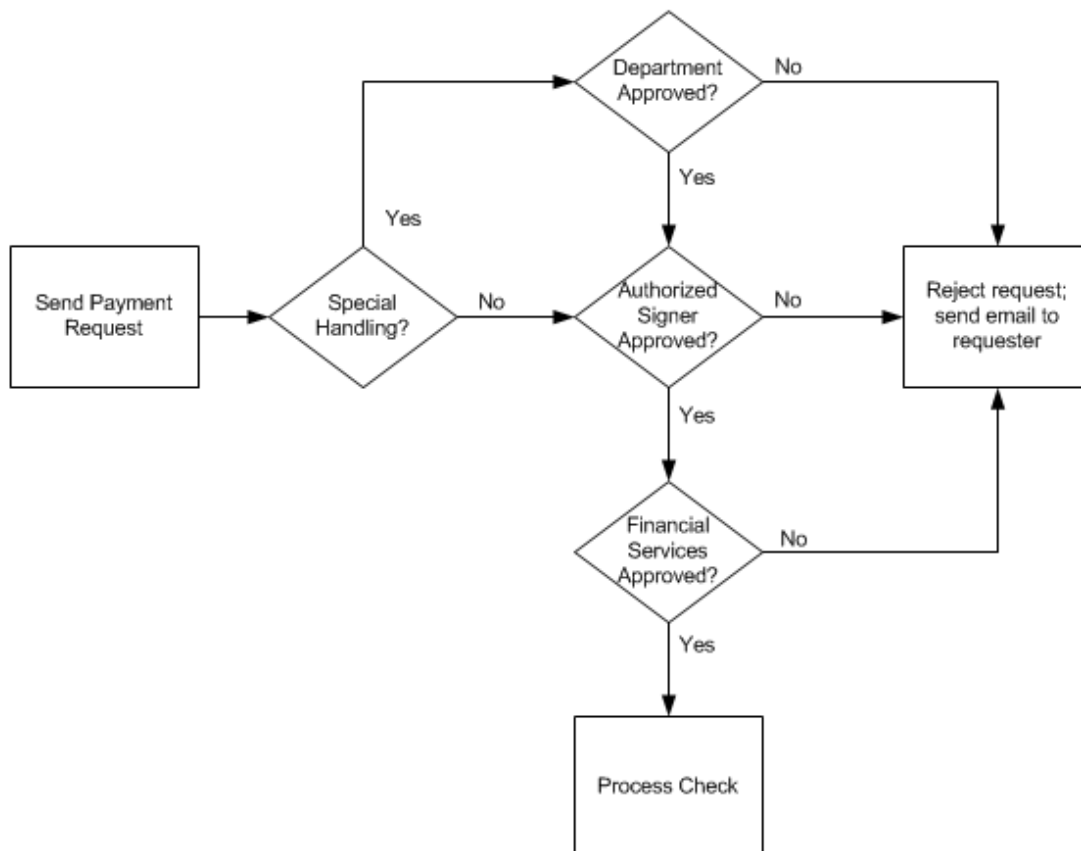 Department
Approved?
No
Yes
Yes
Send Payment
Request
Special
Handling?
No
Authorized
Signer
Approved?
No
Reject request;
send email to
requester
Yes
Financial
Services
Approved?
No
Yes
Process Check